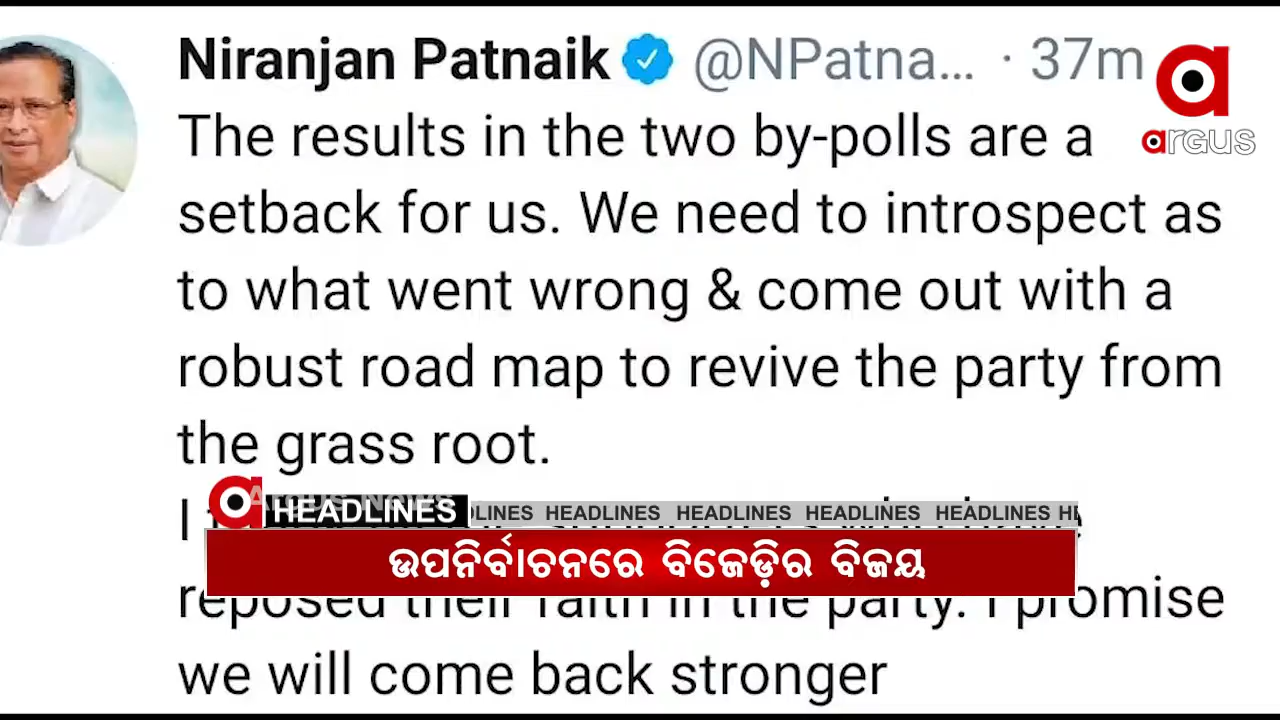 Niranjan Patnaik @NPatna... · 37m
The results in the two by-polls are a
setback for us. We need to introspect as
to what went wrong & come out with a
robust road map to revive the party from
the grass root.
I
reposed their faith in the party. I promise
we will come back stronger
argus
HEADLINES
HEADLINES HEADLINES HEADLINES HEADLINES
ଉପନିର୍ବାଚନରେ ବିଜେଡ଼ିର ବିଜୟ